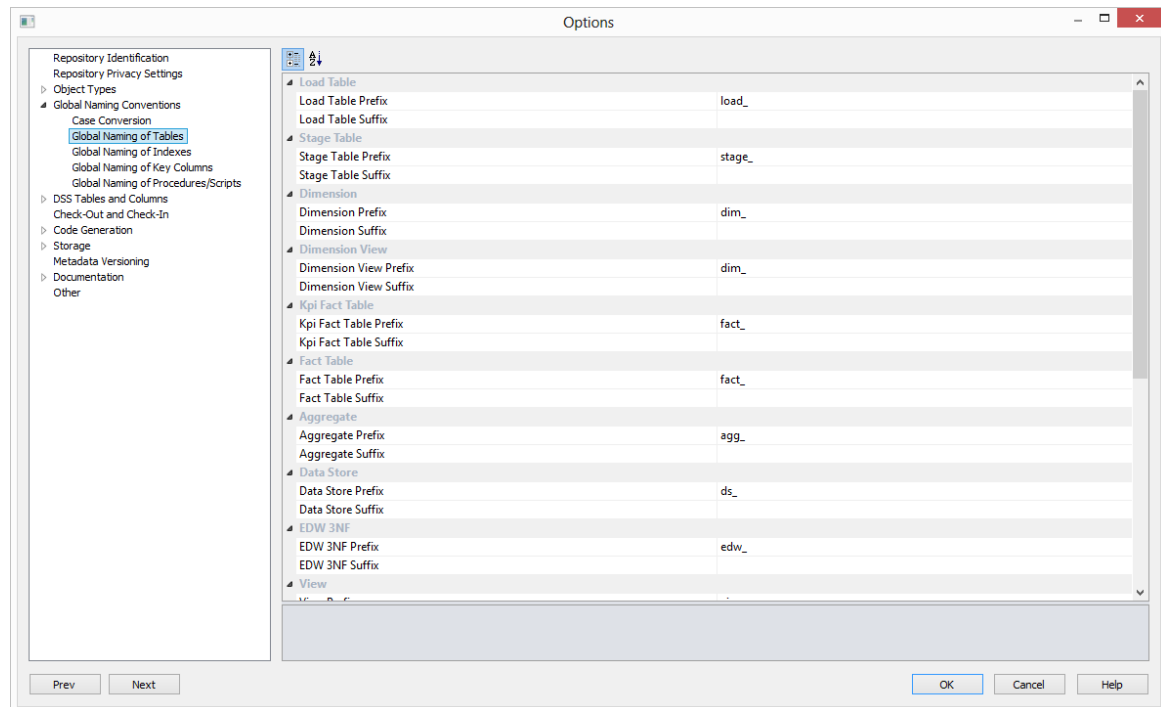 Options
Repository Identification
Repository Privacy Settings
Object Types
Global Naming Conventions
Case Conversion
Global Naming of Tables
Global Naming of Indexes
Global Naming of Key Columns
Global Naming of Procedures/Scripts
DSS Tables and Columns
Check-Out and Check-In
Code Generation
Storage
Metadata Versioning
Documentation
Other
Load Table
Load Table Prefix load_
Load Table Suffix
Stage Table
Stage Table Prefix stage_
Stage Table Suffix
Dimension
Dimension Prefix dim_
Dimension Suffix
Dimension View
Dimension View Prefix dim_
Dimension View Suffix
Kpi Fact Table
Kpi Fact Table Prefix fact_
Kpi Fact Table Suffix
Fact Table
Fact Table Prefix fact_
Fact Table Suffix
Aggregate
Aggregate Prefix agg_
Aggregate Suffix
Data Store
Data Store Prefix ds_
Data Store Suffix
EDW 3NF
EDW 3NF Prefix edw_
EDW 3NF Suffix
View
Prev Next OK Cancel Help